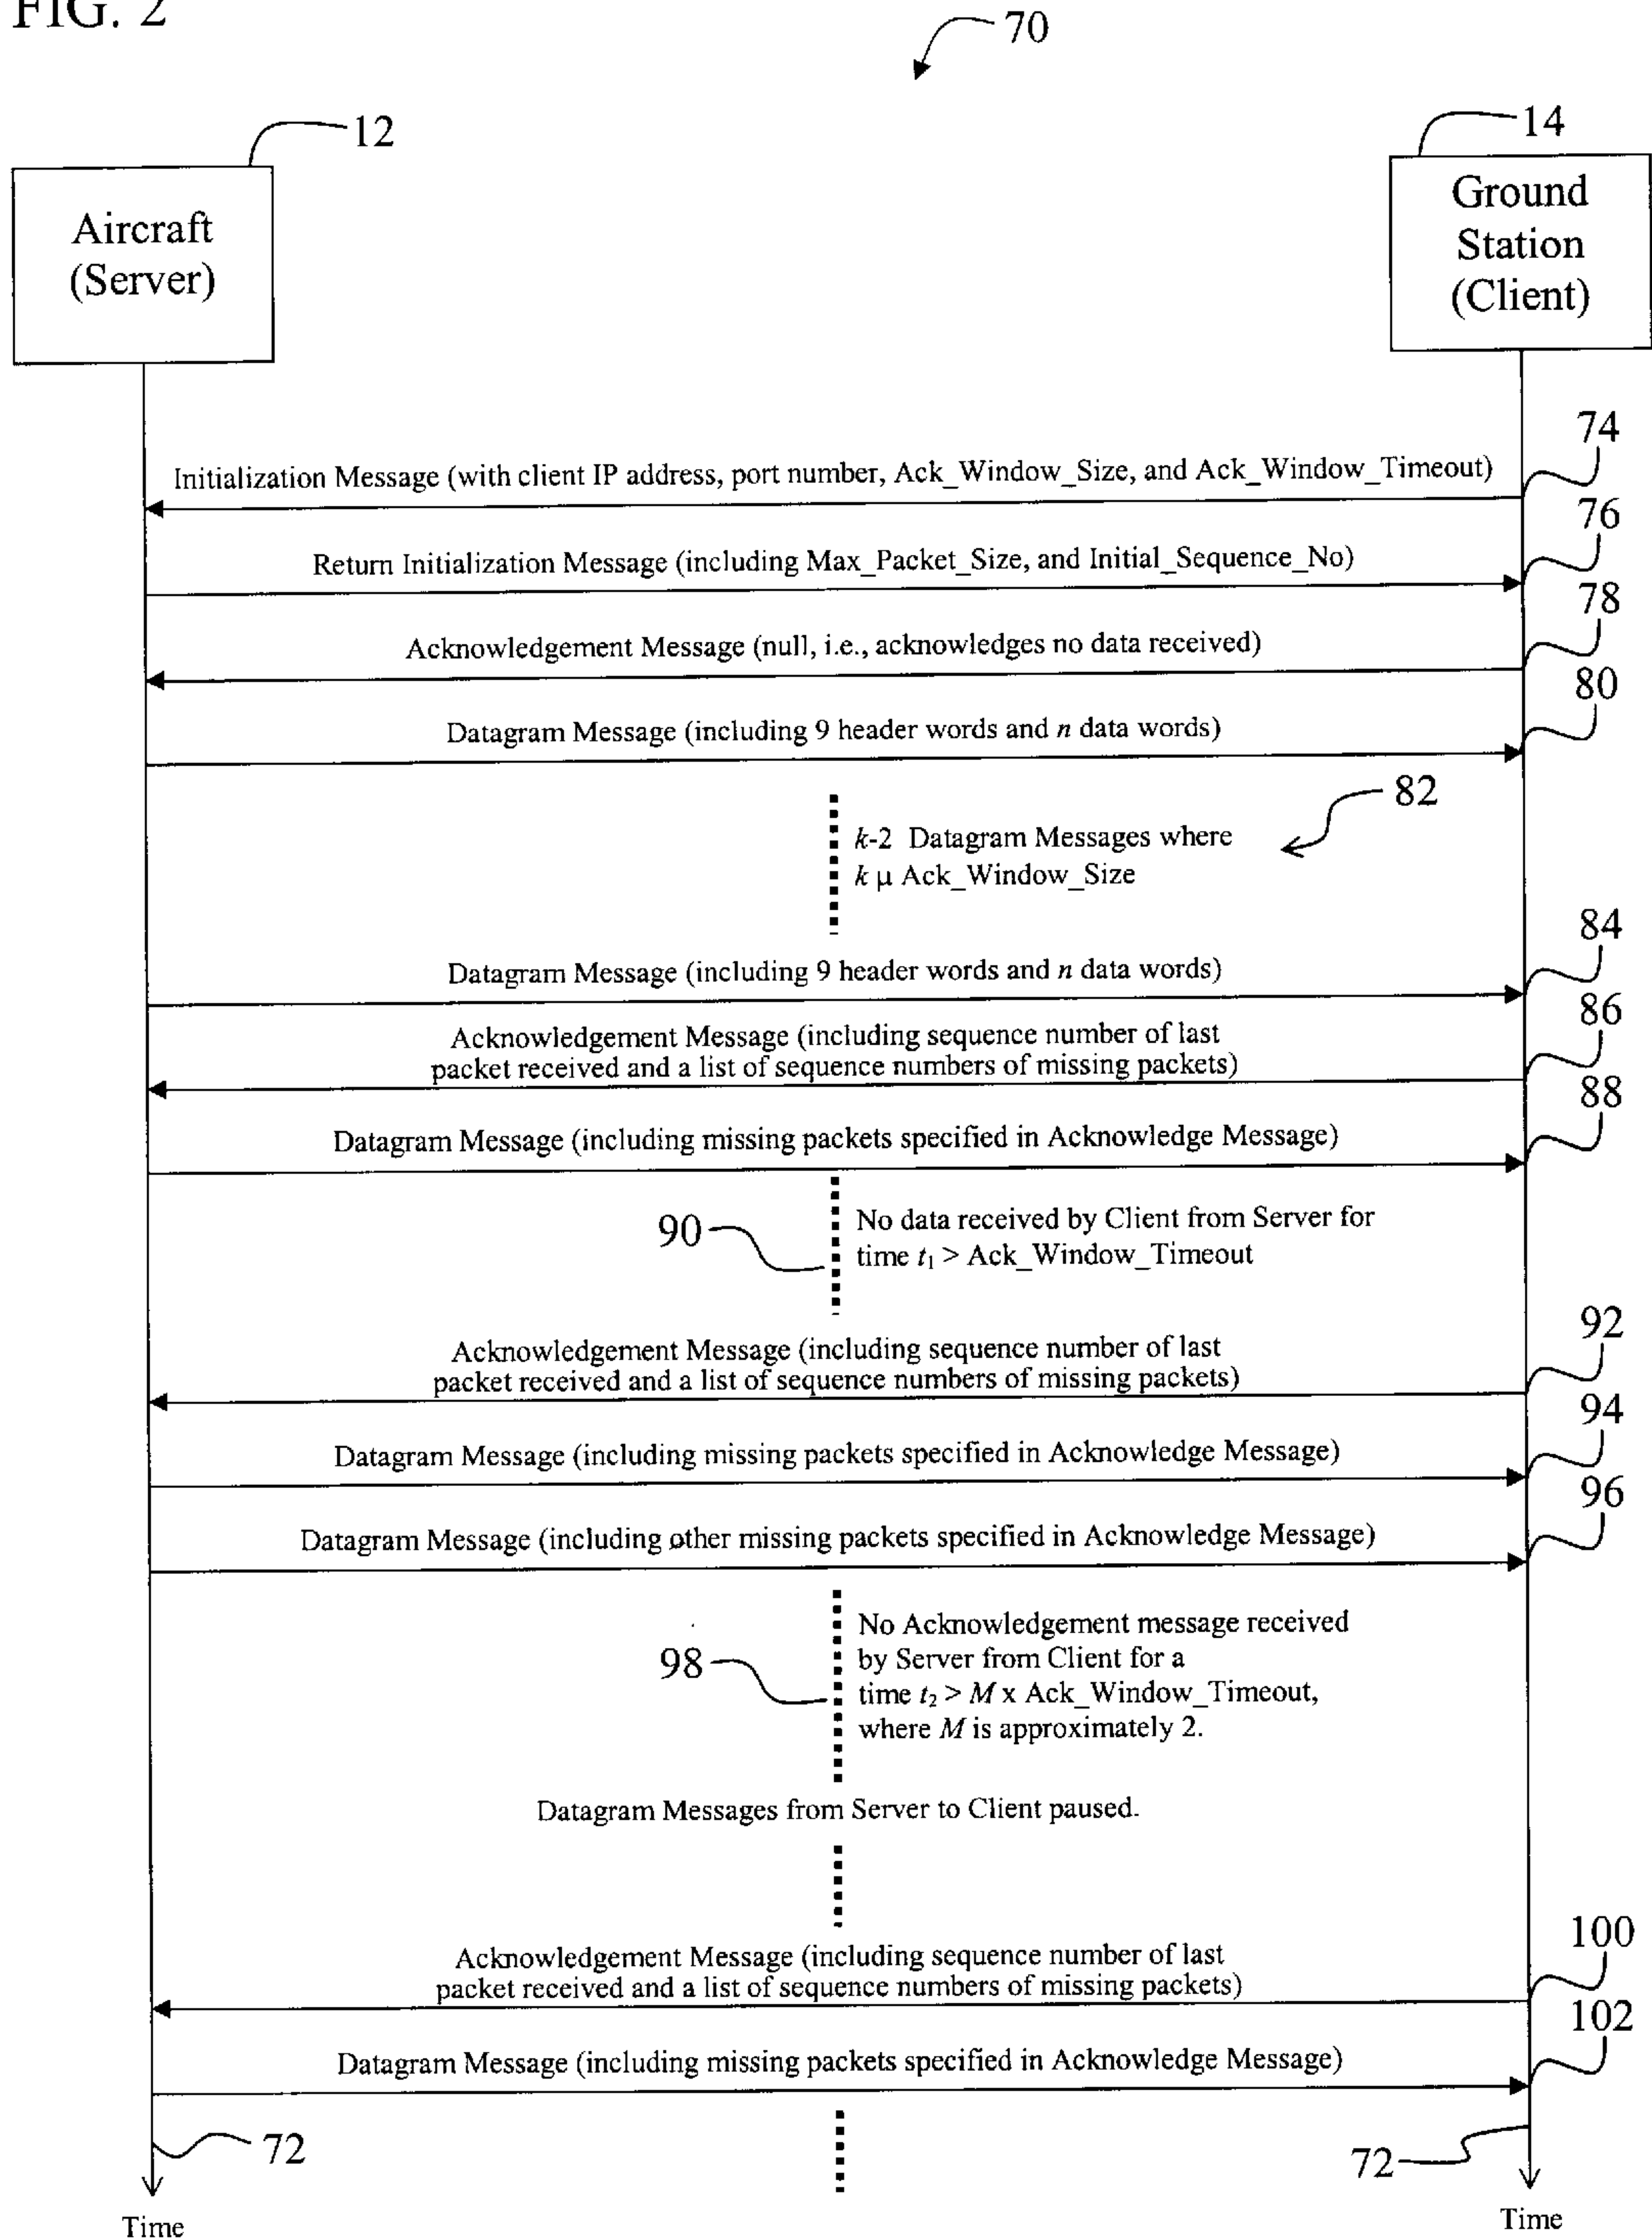 FIG. 2
70
12
14
Aircraft
(Server)
Ground
Station
(Client)
74
Initialization Message (with client IP address, port number, Ack_Window_Size, and Ack_Window_Timeout)
76
Return Initialization Message (including Max_Packet_Size, and Initial_Sequence_No)
78
Acknowledgement Message (null, i.e., acknowledges no data received)
80
Datagram Message (including 9 header words and n data words)
82
k-2 Datagram Messages where
k µ Ack_Window_Size
84
Datagram Message (including 9 header words and n data words)
86
Acknowledgement Message (including sequence number of last
packet received and a list of sequence numbers of missing packets)
88
Datagram Message (including missing packets specified in Acknowledge Message)
90
No data received by Client from Server for
time t₁ > Ack_Window_Timeout
92
Acknowledgement Message (including sequence number of last
packet received and a list of sequence numbers of missing packets)
94
Datagram Message (including missing packets specified in Acknowledge Message)
96
Datagram Message (including other missing packets specified in Acknowledge Message)
98
No Acknowledgement message received
by Server from Client for a
time t₂ > M x Ack_Window_Timeout,
where M is approximately 2.
Datagram Messages from Server to Client paused.
100
Acknowledgement Message (including sequence number of last
packet received and a list of sequence numbers of missing packets)
102
Datagram Message (including missing packets specified in Acknowledge Message)
72
72
Time
Time